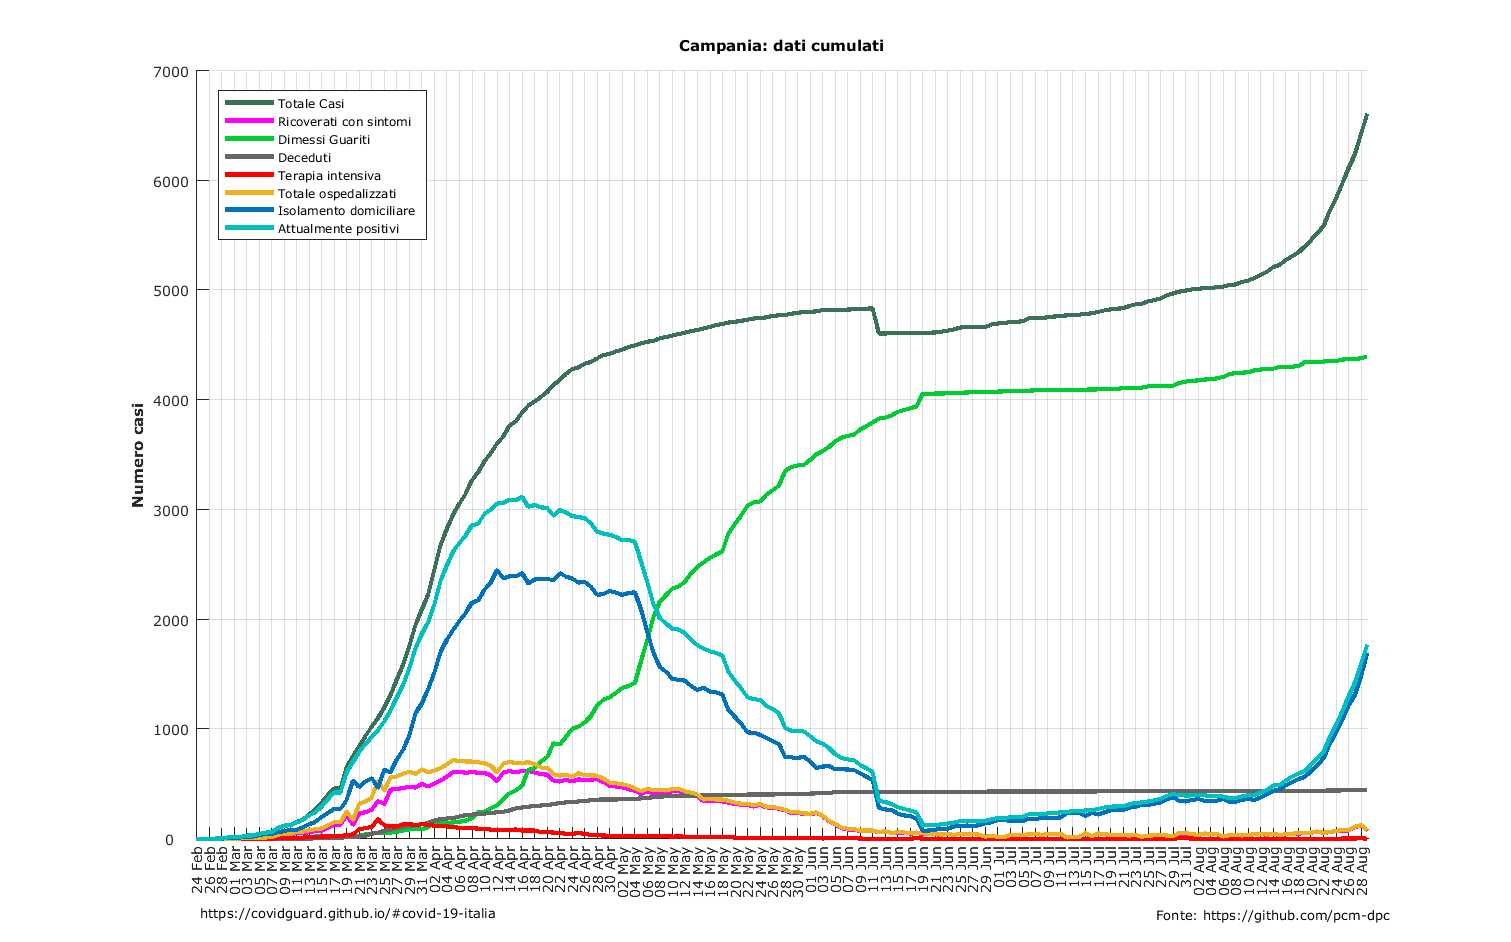 Campania: dati cumulati
7000
6000
5000
4000
3000
2000
1000
0
Numero casi
Totale Casi
Ricoverati con sintomi
Dimessi Guariti
Deceduti
Terapia intensiva
Totale ospedalizzati
Isolamento domiciliare
Attualmente positivi
24 Feb
26 Feb
28 Feb
01 Mar
03 Mar
05 Mar
07 Mar
09 Mar
11 Mar
13 Mar
15 Mar
17 Mar
19 Mar
21 Mar
23 Mar
25 Mar
27 Mar
29 Mar
31 Mar
02 Apr
04 Apr
06 Apr
08 Apr
10 Apr
12 Apr
14 Apr
16 Apr
18 Apr
20 Apr
22 Apr
24 Apr
26 Apr
28 Apr
30 Apr
02 May
04 May
06 May
08 May
10 May
12 May
14 May
16 May
18 May
20 May
22 May
24 May
26 May
28 May
30 May
01 Jun
03 Jun
05 Jun
07 Jun
09 Jun
11 Jun
13 Jun
15 Jun
17 Jun
19 Jun
21 Jun
23 Jun
25 Jun
27 Jun
29 Jun
01 Jul
03 Jul
05 Jul
07 Jul
09 Jul
11 Jul
13 Jul
15 Jul
17 Jul
19 Jul
21 Jul
23 Jul
25 Jul
27 Jul
29 Jul
31 Jul
02 Aug
04 Aug
06 Aug
08 Aug
10 Aug
12 Aug
14 Aug
16 Aug
18 Aug
20 Aug
22 Aug
24 Aug
26 Aug
28 Aug
https://covidguard.github.io/#covid-19-italia
Fonte: https://github.com/pcm-dpc